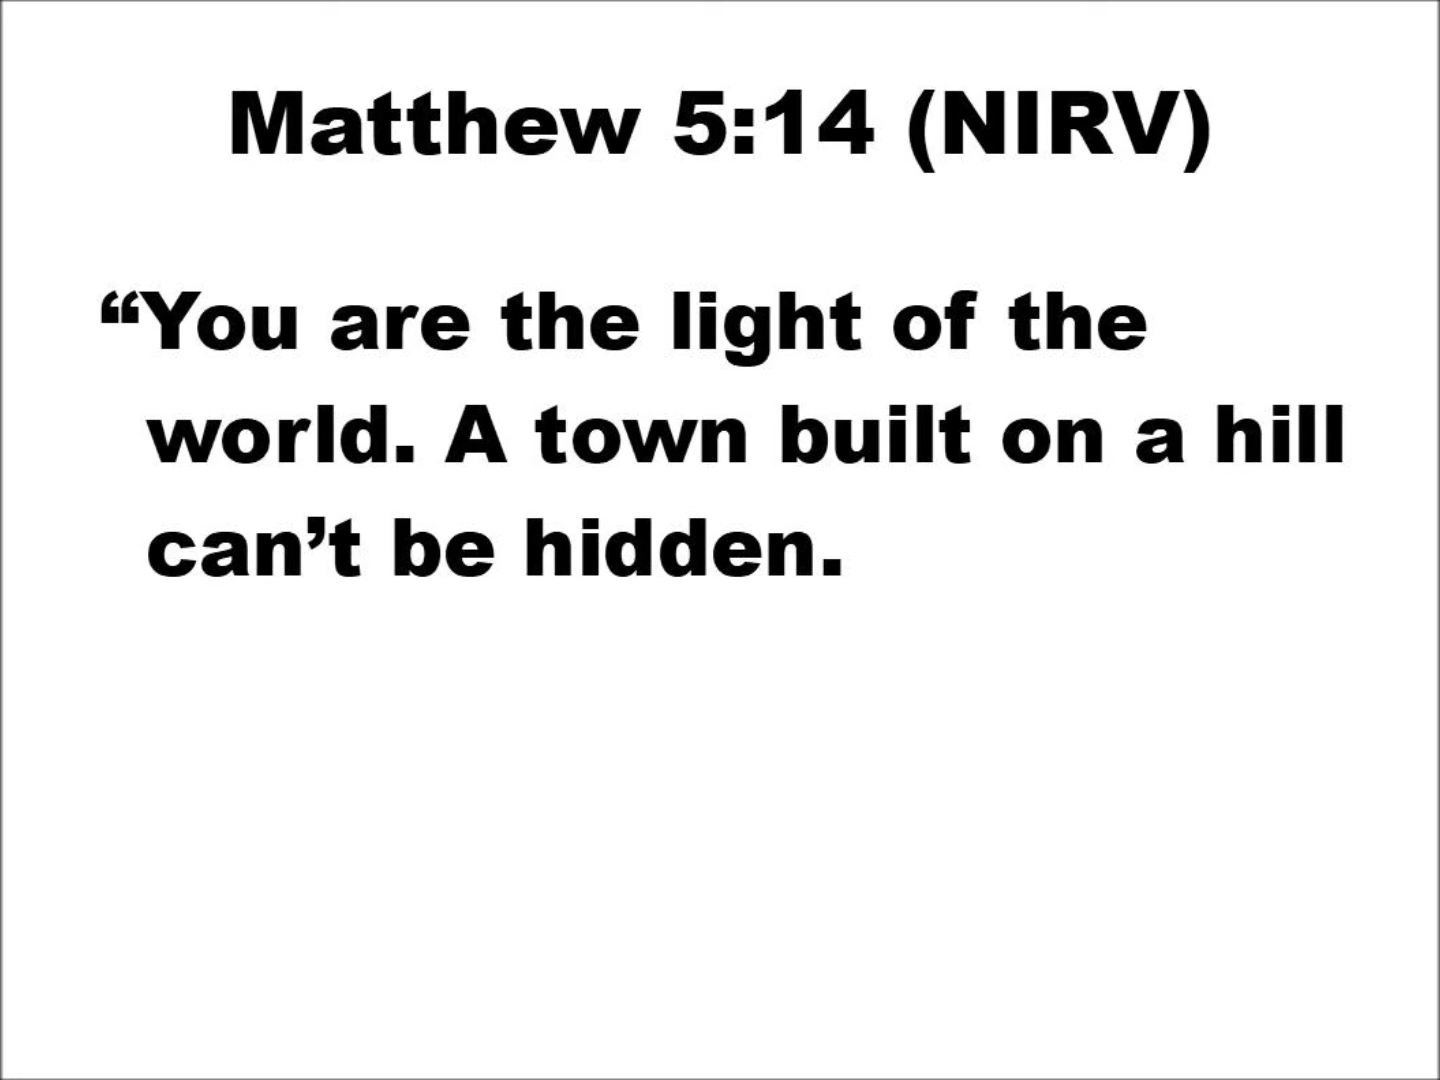 Matthew 5:14 (NIRV)
“You are the light of the
world. A town built on a hill
can’t be hidden.